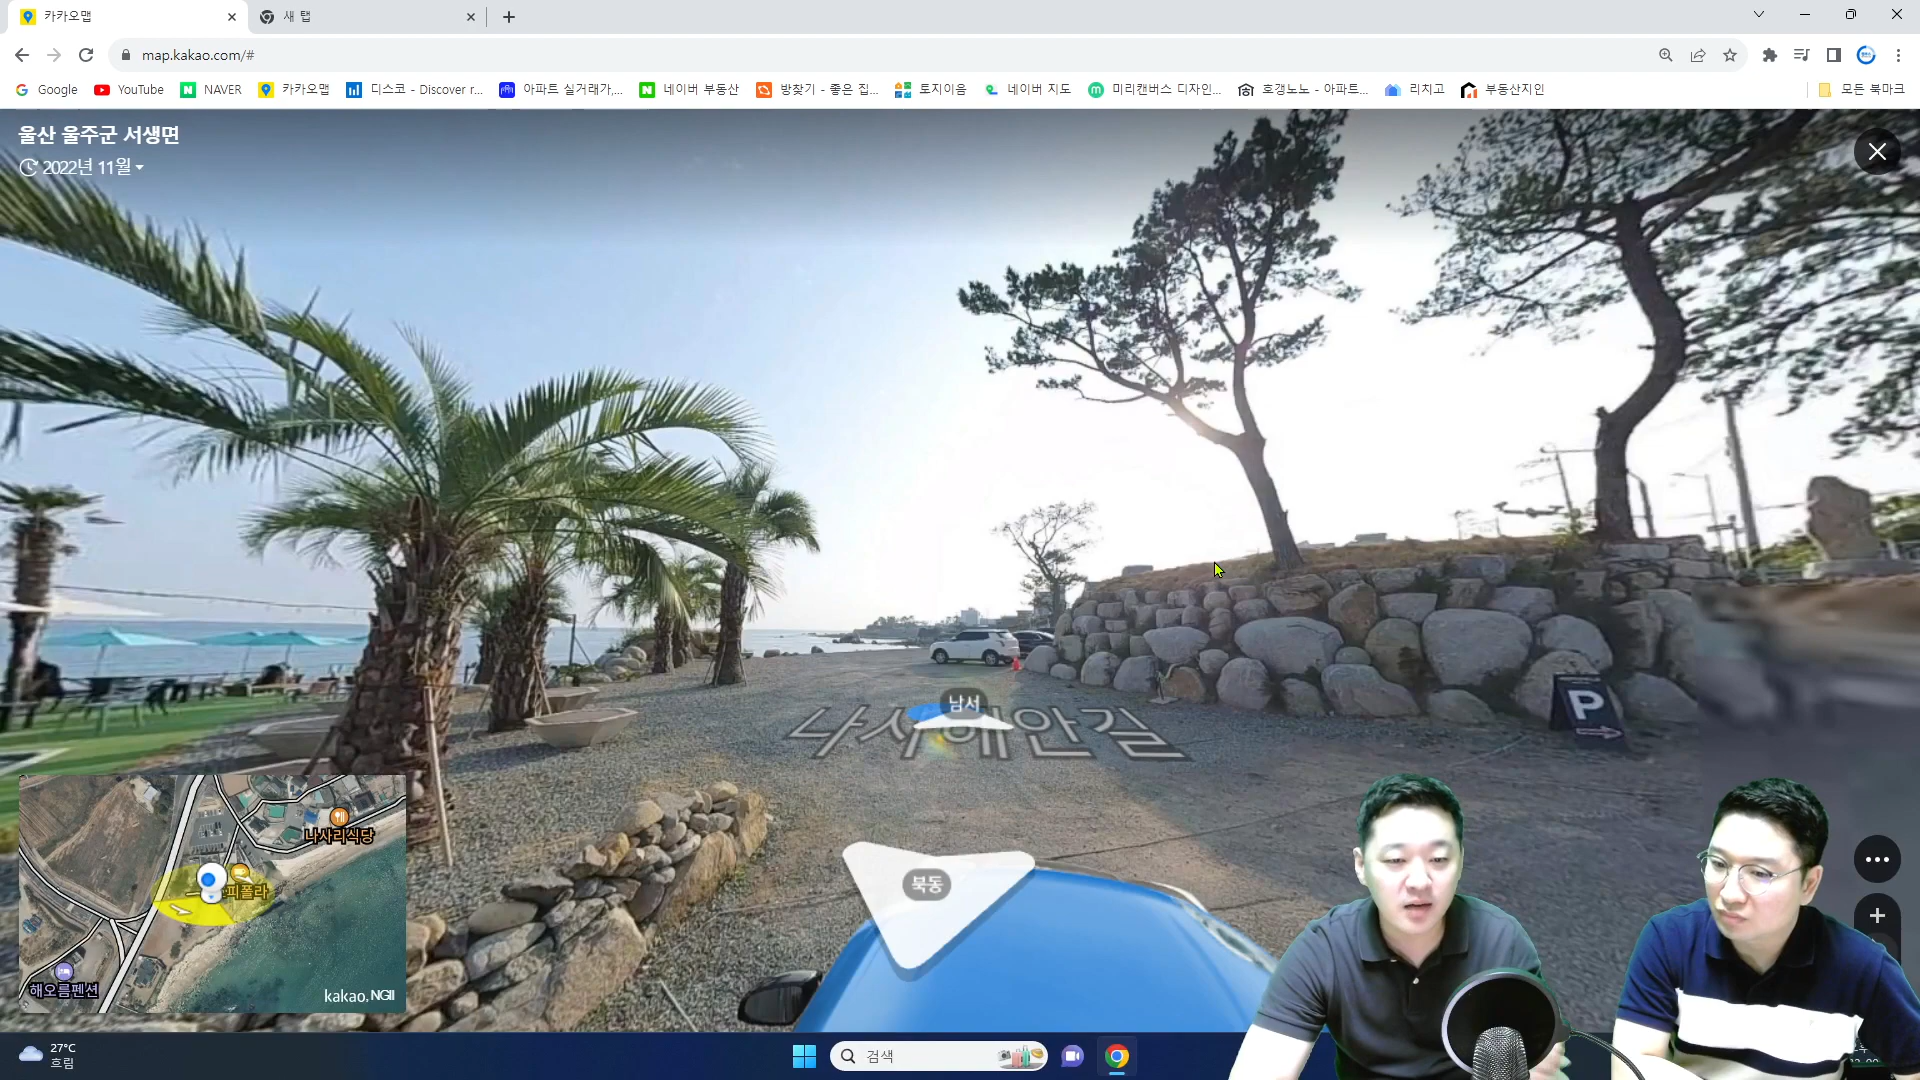 카카오맵
새 탭
map.kakao.com/#
Google
YouTube
NAVER
카카오맵
디스코 - Discover r...
아파트 실거래가,...
네이버 부동산
방찾기 - 좋은 집...
토지이음
네이버 지도
미리캔버스 디자인...
호갱노노 - 아파트...
리치고
부동산지인
모든 북마크
울산 울주군 서생면
2022년 11월
남서
나사해안길
P
북동
나사리식당
피폴라
해오름펜션
kakao, NGII
27°C
흐림
검색